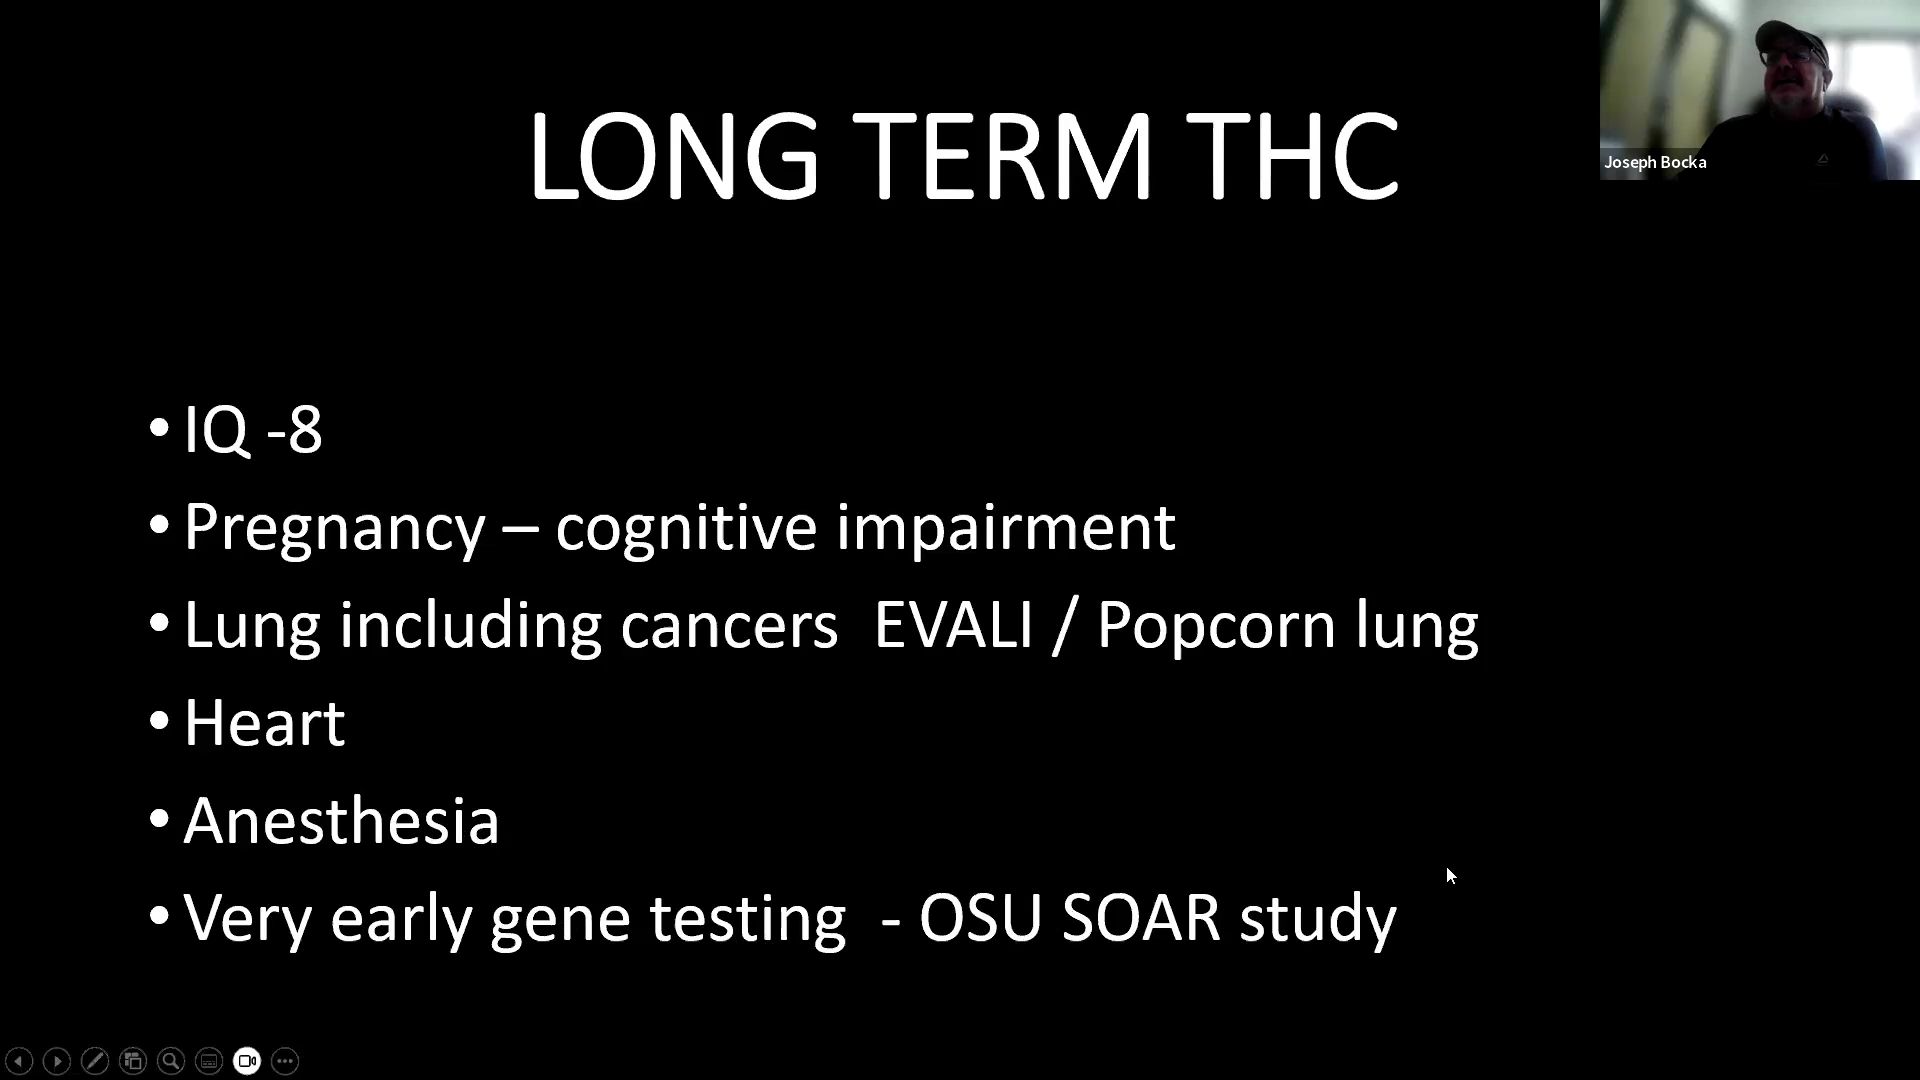 LONG TERM THC
Joseph Bocka
• IQ -8
• Pregnancy – cognitive impairment
• Lung including cancers  EVALI / Popcorn lung
• Heart
• Anesthesia
• Very early gene testing  - OSU SOAR study